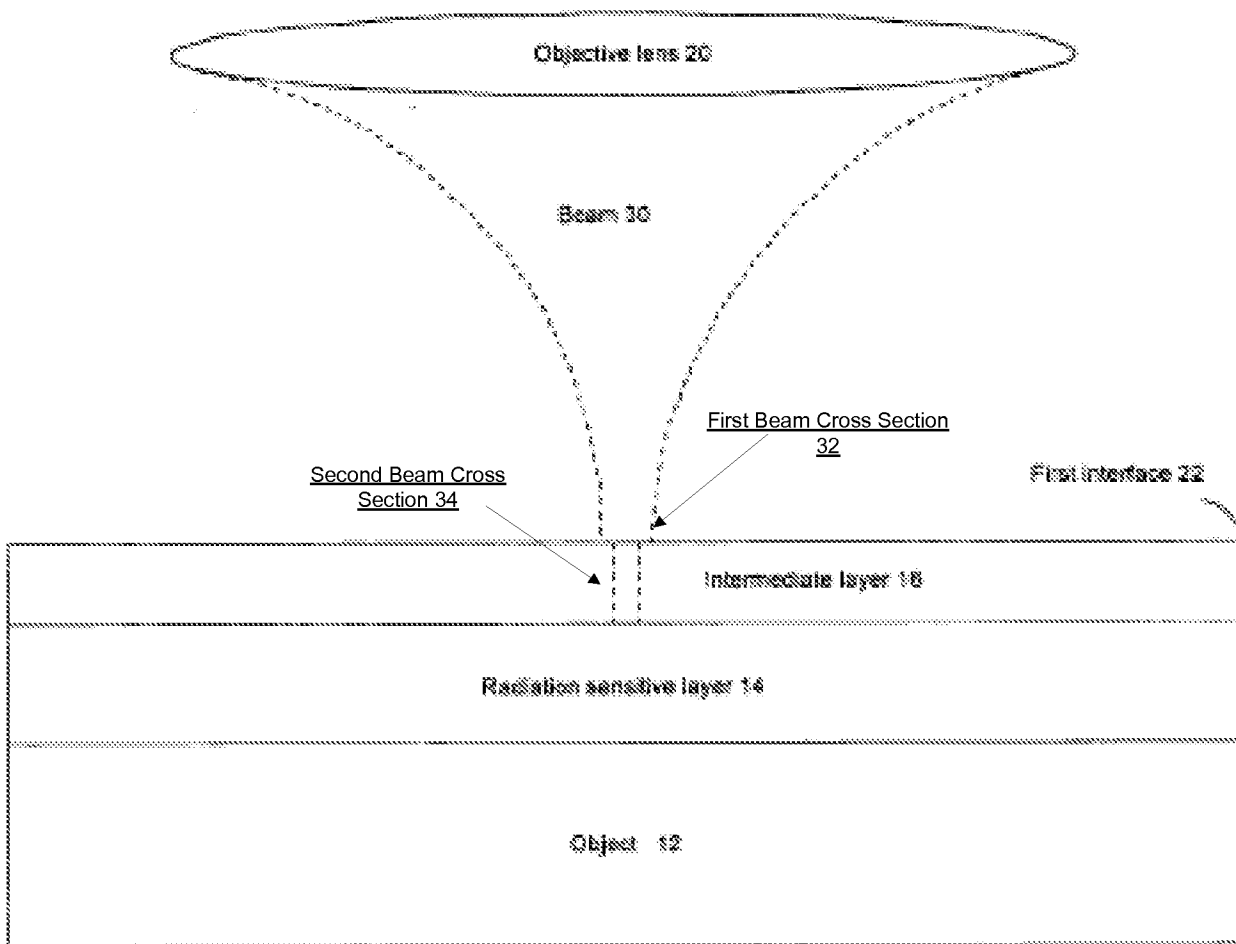 Objective lens 20
Beam 30
First Beam Cross Section
32
Second Beam Cross
Section 34
First interface 22
Intermediate layer 16
Radiation sensitive layer 14
Object 12